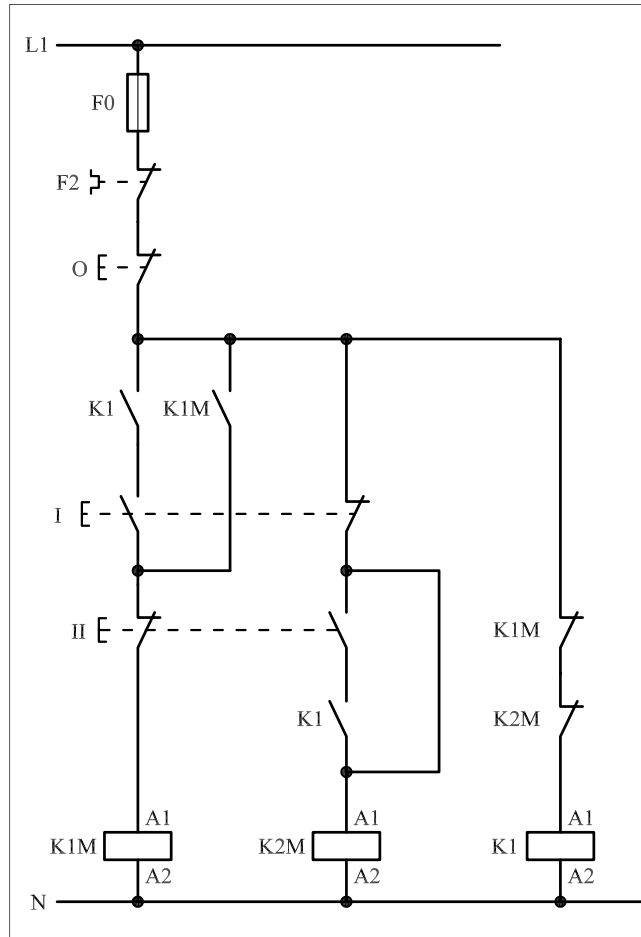 L1
F0
F2
O
K1 K1M
I
II K1M
K1 K2M
A1 A1 A1
K1M K2M K1
A2 A2 A2
N